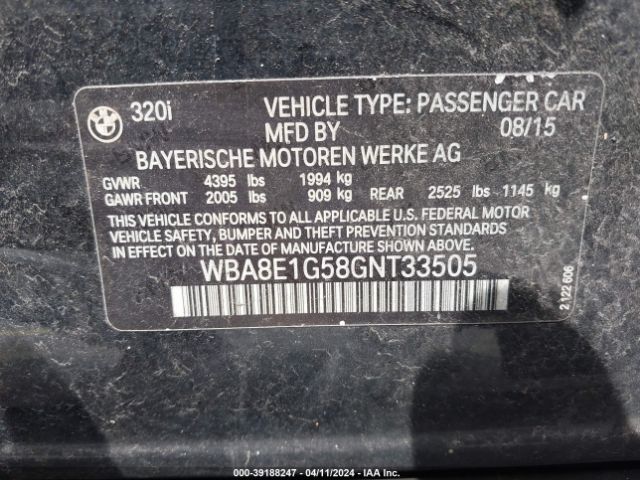 320i VEHICLE TYPE: PASSENGER CAR
MFD BY 08/15
BAYERISCHE MOTOREN WERKE AG
GVWR 4395 lbs 1994 kg
GAWR FRONT 2005 lbs 909 kg REAR 2525 lbs 1145 kg
THIS VEHICLE CONFORMS TO ALL APPLICABLE U.S. FEDERAL MOTOR
VEHICLE SAFETY, BUMPER AND THEFT PREVENTION STANDARDS
IN EFFECT ON THE DATE OF MANUFACTURE SHOWN ABOVE.
WBA8E1G58GNT33505
2 122 606
000-39188247 - 04/11/2024 - IAA Inc.